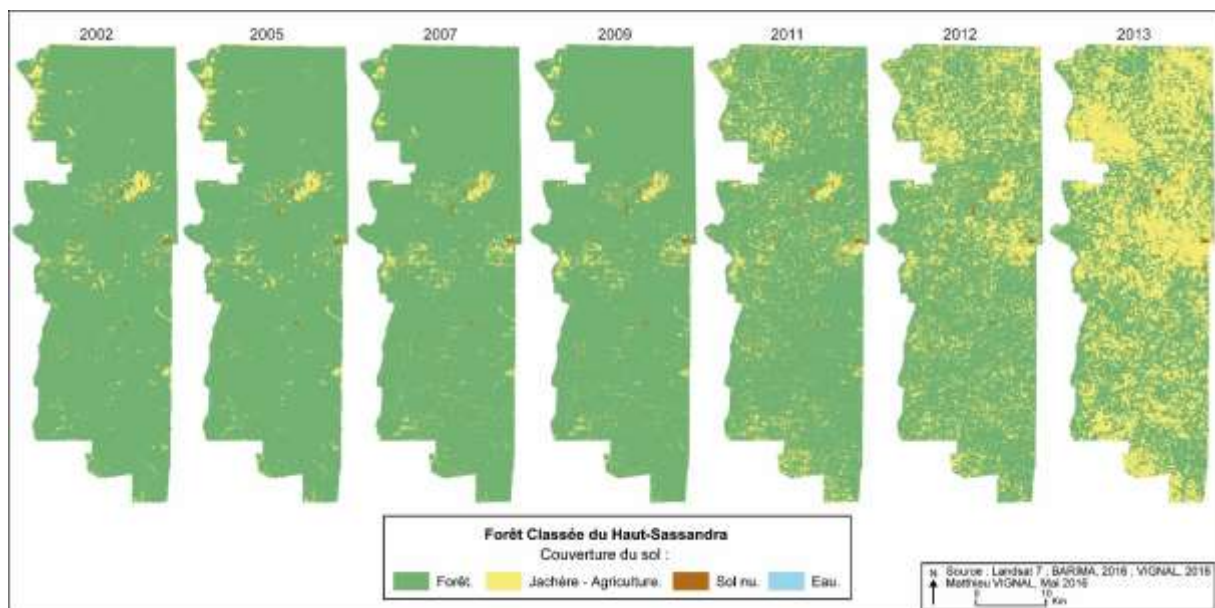 2002 2005 2007 2009 2011 2012 2013
Forêt Classée du Haut-Sassandra
Couverture du sol :
Forêt. Jachère - Agriculture. Sol nu. Eau.
N Source : Landsat 7 ; BARIMA, 2016 ; VIGNAL, 2016
Matthieu VIGNAL, Mai 2016
0 10
Km